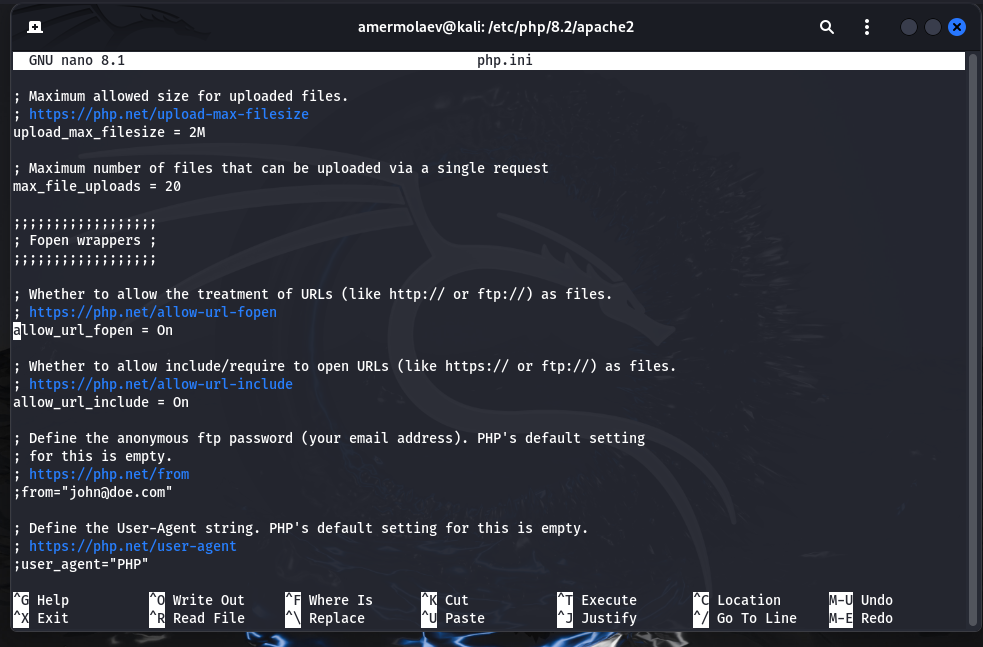 amermolaev@kali: /etc/php/8.2/apache2
GNU nano 8.1 php.ini
; Maximum allowed size for uploaded files.
; https://php.net/upload-max-filesize
upload_max_filesize = 2M
; Maximum number of files that can be uploaded via a single request
max_file_uploads = 20
;;;;;;;;;;;;;;;;;;
; Fopen wrappers ;
;;;;;;;;;;;;;;;;;;
; Whether to allow the treatment of URLs (like http:// or ftp://) as files.
; https://php.net/allow-url-fopen
allow_url_fopen = On
; Whether to allow include/require to open URLs (like https:// or ftp://) as files.
; https://php.net/allow-url-include
allow_url_include = On
; Define the anonymous ftp password (your email address). PHP's default setting
; for this is empty.
; https://php.net/from
;from="john@doe.com"
; Define the User-Agent string. PHP's default setting for this is empty.
; https://php.net/user-agent
;user_agent="PHP"
^G Help ^O Write Out ^F Where Is ^K Cut ^T Execute ^C Location M-U Undo
^X Exit ^R Read File ^\ Replace ^U Paste ^J Justify ^/ Go To Line M-E Redo